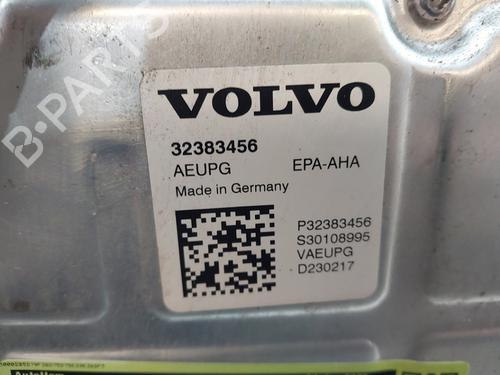 VOLVO
32383456
AEUPG EPA-AHA
Made in Germany
P32383456
S30108995
VAEUPG
D230217
B-PARTS